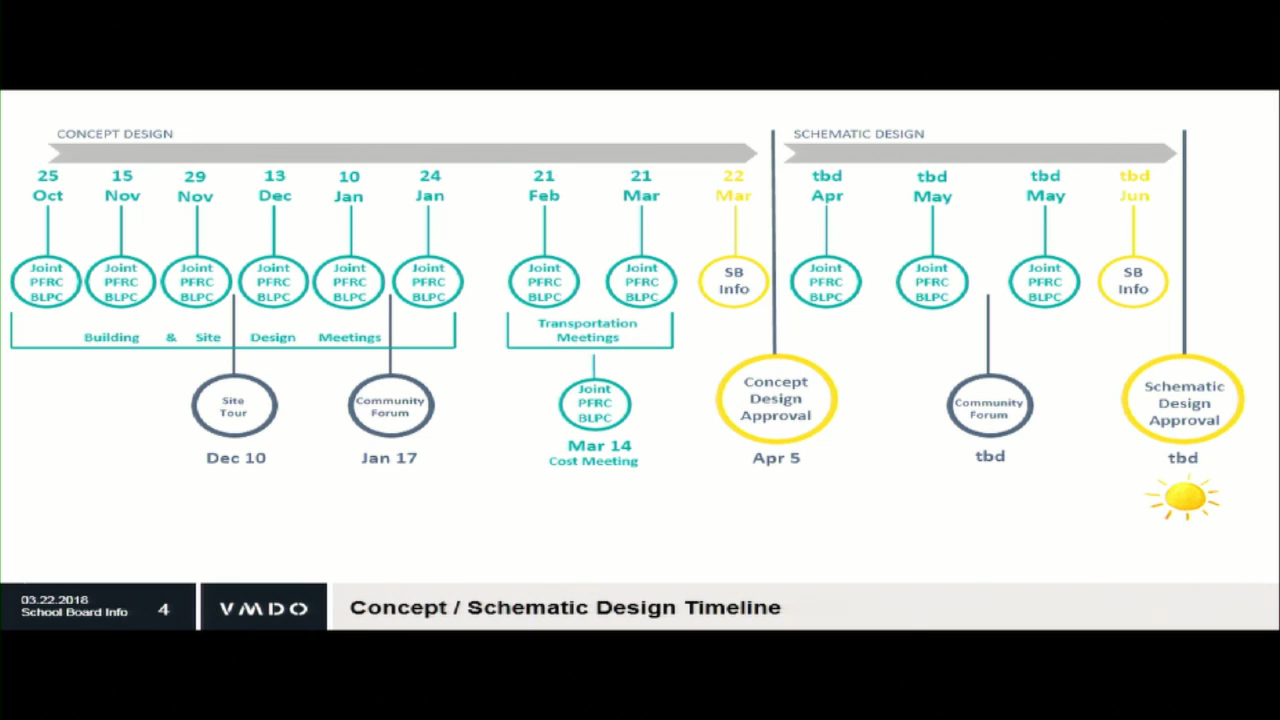 CONCEPT DESIGN
SCHEMATIC DESIGN
25
Oct
15
Nov
29
Nov
13
Dec
10
Jan
24
Jan
21
Feb
21
Mar
22
Mar
tbd
Apr
tbd
May
tbd
May
tbd
Jun
Joint
PFRC
BLPC
Joint
PFRC
BLPC
Joint
PFRC
BLPC
Joint
PFRC
BLPC
Joint
PFRC
BLPC
Joint
PFRC
BLPC
Joint
PFRC
BLPC
Joint
PFRC
BLPC
SB
Info
Joint
PFRC
BLPC
Joint
PFRC
BLPC
Joint
PFRC
BLPC
SB
Info
Building & Site Design Meetings
Transportation
Meetings
Site
Tour
Dec 10
Community
Forum
Jan 17
Joint
PFRC
BLPC
Mar 14
Cost Meeting
Concept
Design
Approval
Apr 5
Community
Forum
tbd
Schematic
Design
Approval
tbd
03.22.2018
School Board Info 4
VMDO
Concept / Schematic Design Timeline